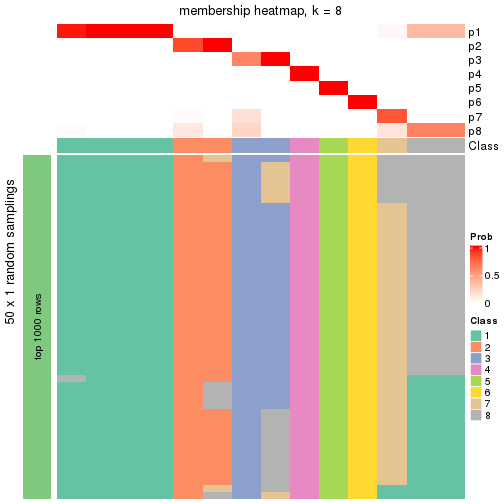 membership heatmap, k = 8
p1
p2
p3
p4
p5
p6
p7
p8
Class
50 x 1 random samplings
top 1000 rows
Prob
1
0.5
0
Class
1
2
3
4
5
6
7
8